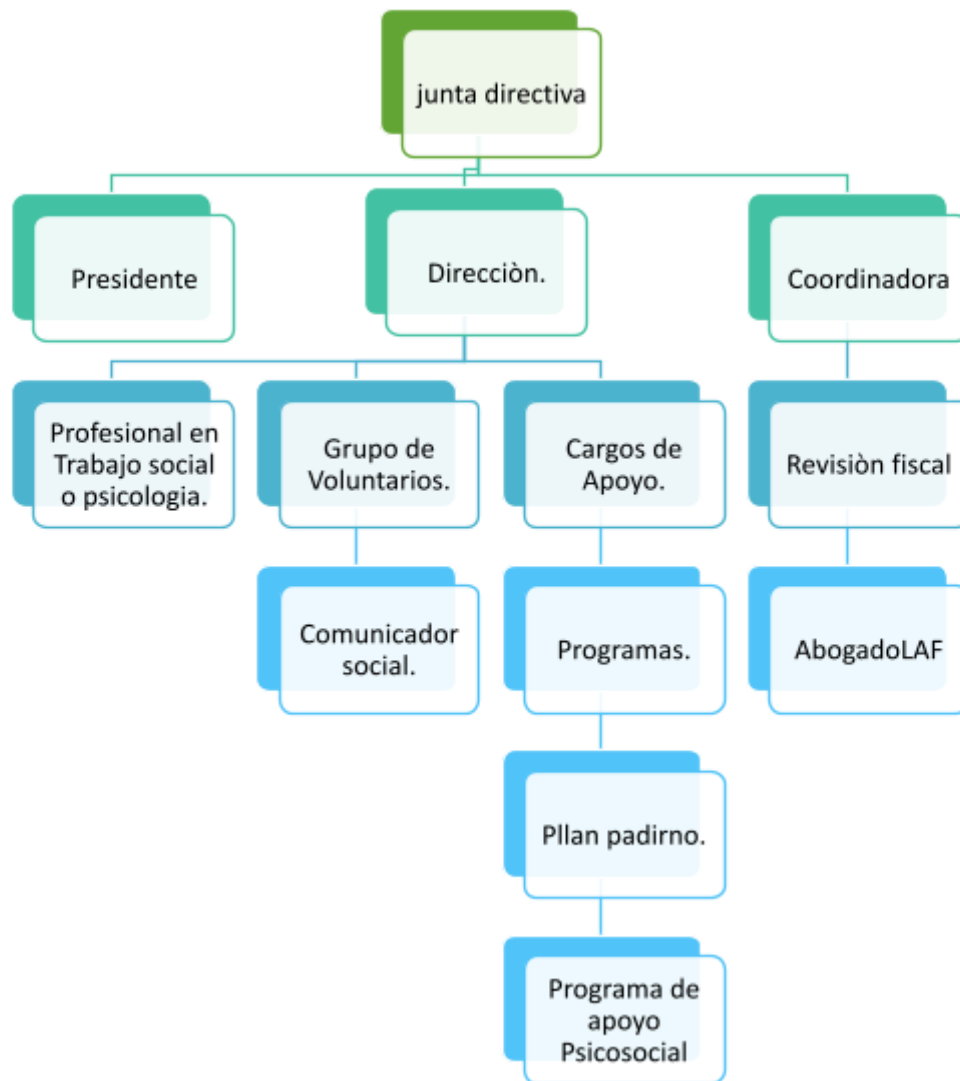 junta directiva
Presidente
Direcciòn.
Coordinadora
Profesional en
Trabajo social
o psicologia.
Grupo de
Voluntarios.
Cargos de
Apoyo.
Revisiòn fiscal
Comunicador
social.
Programas.
AbogadoLAF
Pllan padirno.
Programa de
apoyo
Psicosocial